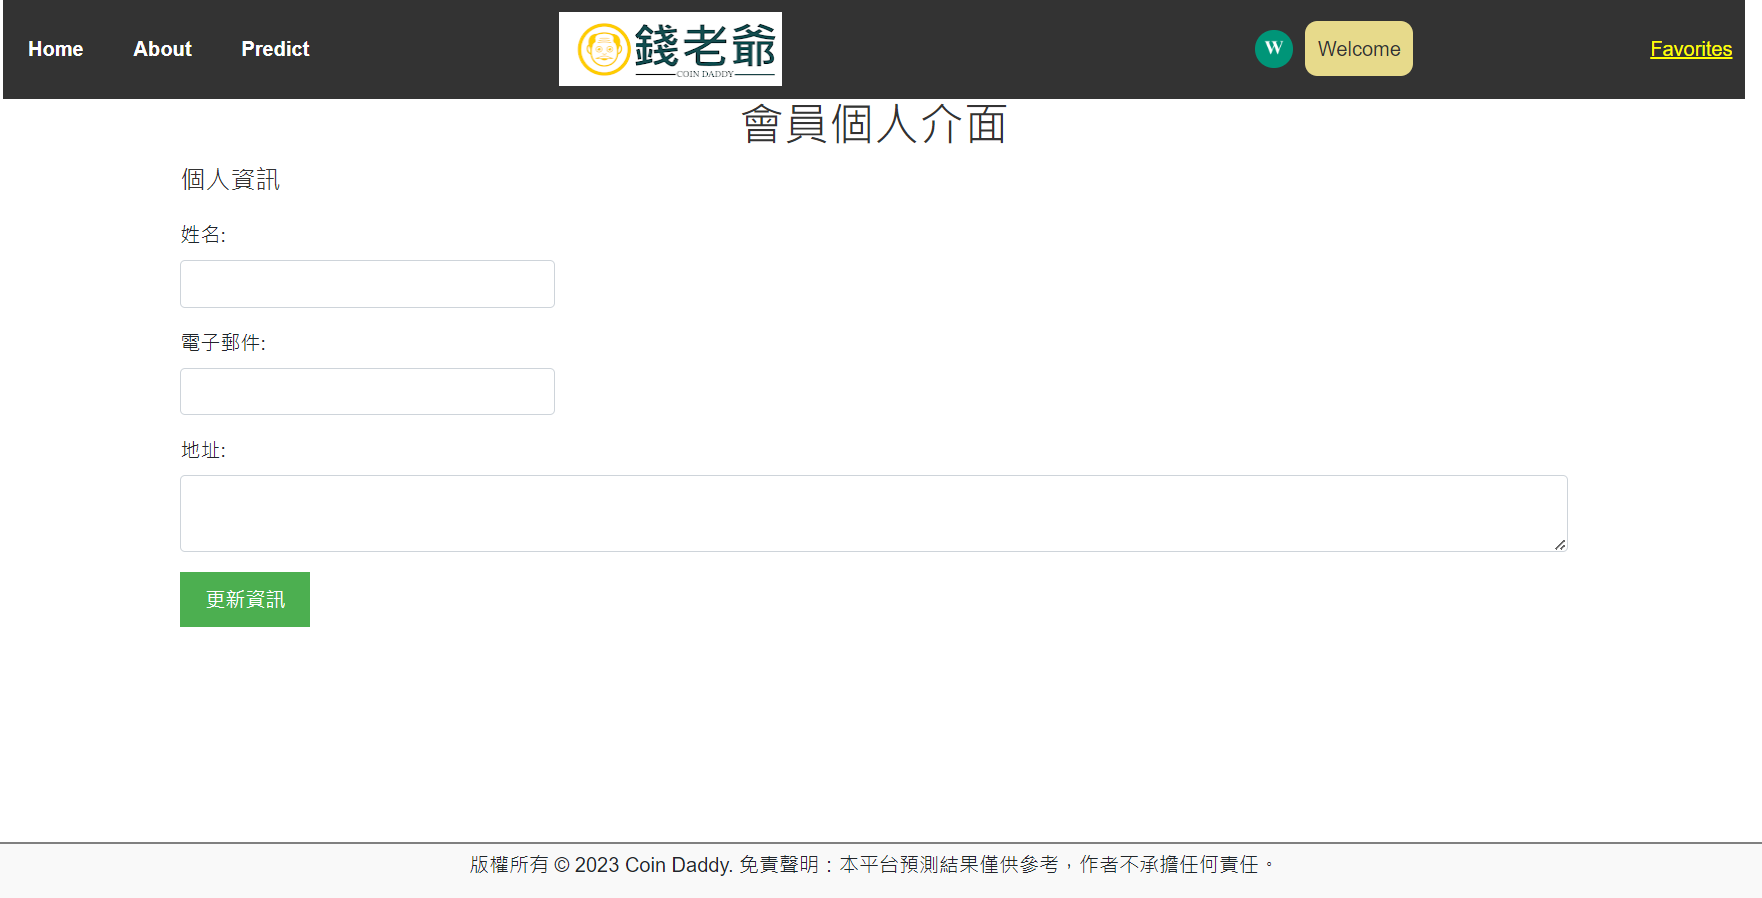 Home About Predict 錢老爺 W Welcome Favorites
COIN DADDY
會員個人介面
個人資訊
姓名:
電子郵件:
地址:
更新資訊
版權所有 © 2023 Coin Daddy. 免責聲明：本平台預測結果僅供參考，作者不承擔任何責任。